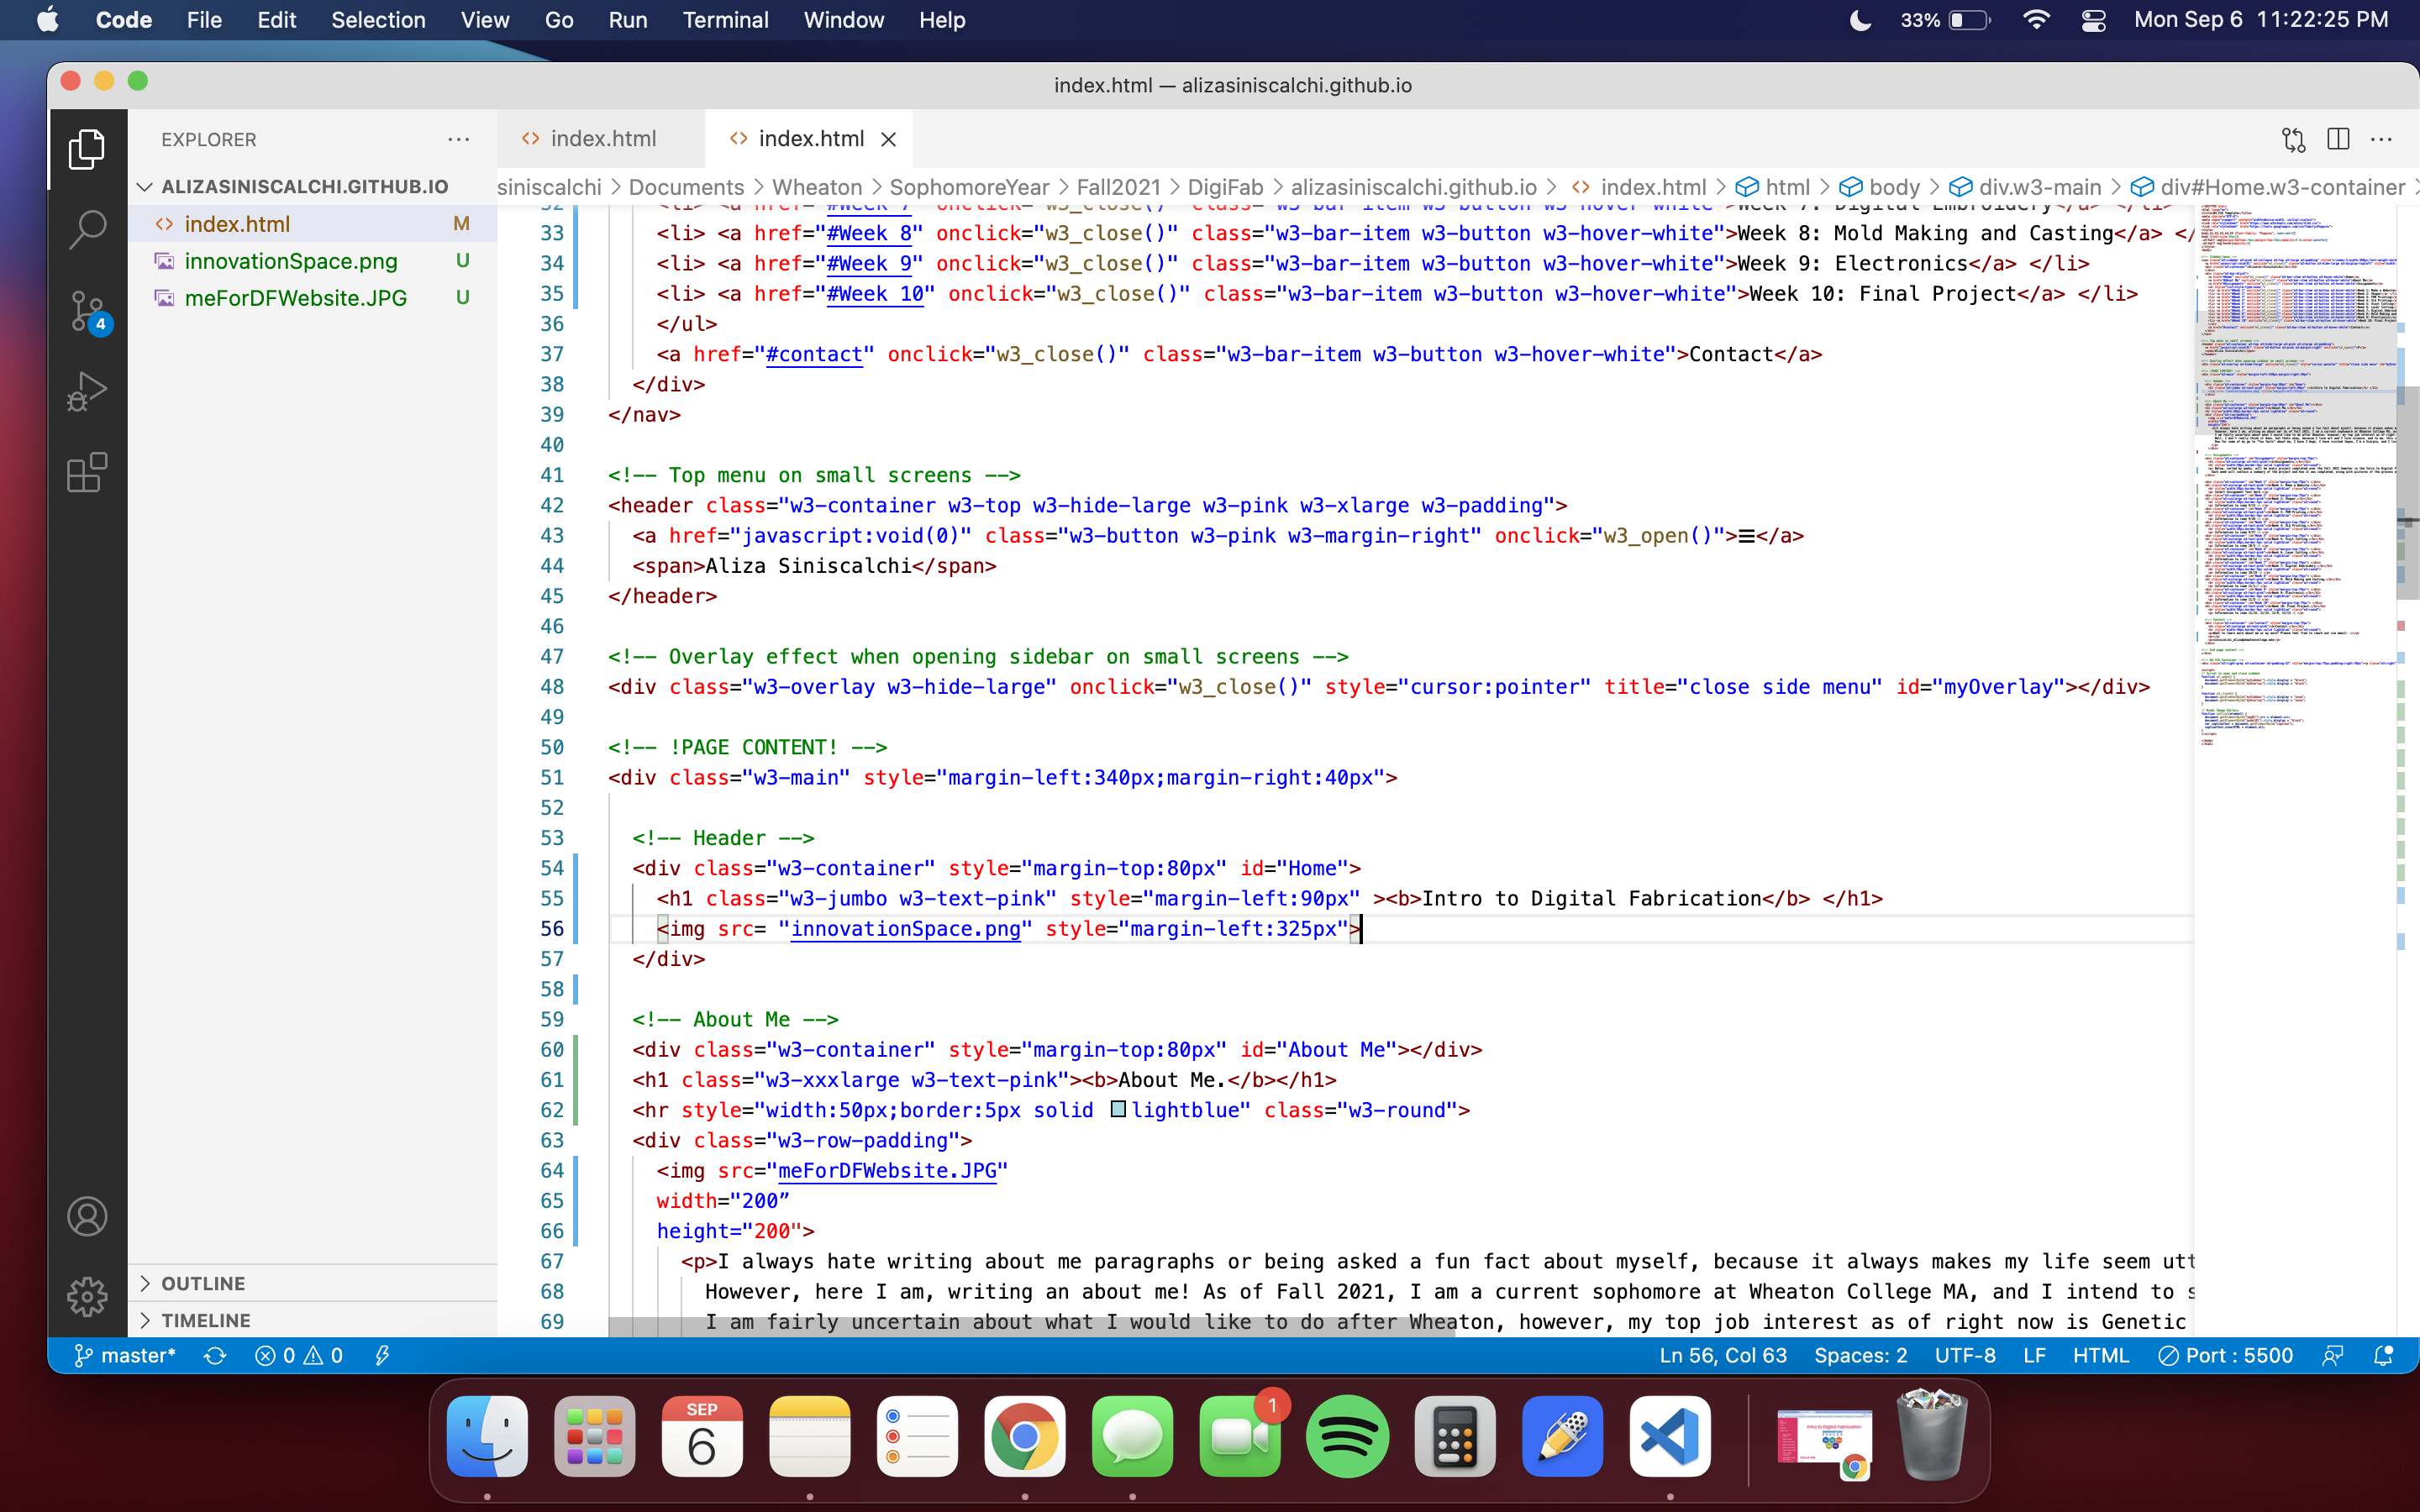 Code File Edit Selection View Go Run Terminal Window Help 33% Mon Sep 6 11:22:25 PM
index.html — alizasiniscalchi.github.io
EXPLORER ···
index.html
index.html
siniscalchi > Documents > Wheaton > SophomoreYear > Fall2021 > DigiFab > alizasiniscalchi.github.io > index.html > html > body > div.w3-main > div#Home.w3-container >
ALIZASINISCALCHI.GITHUB.IO
index.html M
innovationSpace.png U
meForDFWebsite.JPG U
4
OUTLINE
TIMELINE
32 <li> <a href="#Week 7" onclick="w3_close()" class="w3-bar-item w3-button w3-hover-white">Week 7: Digital Embroidery</a> </li>
33 <li> <a href="#Week 8" onclick="w3_close()" class="w3-bar-item w3-button w3-hover-white">Week 8: Mold Making and Casting</a> </
34 <li> <a href="#Week 9" onclick="w3_close()" class="w3-bar-item w3-button w3-hover-white">Week 9: Electronics</a> </li>
35 <li> <a href="#Week 10" onclick="w3_close()" class="w3-bar-item w3-button w3-hover-white">Week 10: Final Project</a> </li>
36 </ul>
37 <a href="#contact" onclick="w3_close()" class="w3-bar-item w3-button w3-hover-white">Contact</a>
38 </div>
39 </nav>
40
41 <!-- Top menu on small screens -->
42 <header class="w3-container w3-top w3-hide-large w3-pink w3-xlarge w3-padding">
43 <a href="javascript:void(0)" class="w3-button w3-pink w3-margin-right" onclick="w3_open()">☰</a>
44 <span>Aliza Siniscalchi</span>
45 </header>
46
47 <!-- Overlay effect when opening sidebar on small screens -->
48 <div class="w3-overlay w3-hide-large" onclick="w3_close()" style="cursor:pointer" title="close side menu" id="myOverlay"></div>
49
50 <!-- !PAGE CONTENT! -->
51 <div class="w3-main" style="margin-left:340px;margin-right:40px">
52
53 <!-- Header -->
54 <div class="w3-container" style="margin-top:80px" id="Home">
55 <h1 class="w3-jumbo w3-text-pink" style="margin-left:90px" ><b>Intro to Digital Fabrication</b> </h1>
56 <img src= "innovationSpace.png" style="margin-left:325px">
57 </div>
58
59 <!-- About Me -->
60 <div class="w3-container" style="margin-top:80px" id="About Me"></div>
61 <h1 class="w3-xxxlarge w3-text-pink"><b>About Me.</b></h1>
62 <hr style="width:50px;border:5px solid lightblue" class="w3-round">
63 <div class="w3-row-padding">
64 <img src="meForDFWebsite.JPG"
65 width="200”
66 height="200">
67 <p>I always hate writing about me paragraphs or being asked a fun fact about myself, because it always makes my life seem utt
68 However, here I am, writing an about me! As of Fall 2021, I am a current sophomore at Wheaton College MA, and I intend to s
69 I am fairly uncertain about what I would like to do after Wheaton, however, my top job interest as of right now is Genetic
master* 0 0 Ln 56, Col 63 Spaces: 2 UTF-8 LF HTML Port : 5500
SEP
6
1